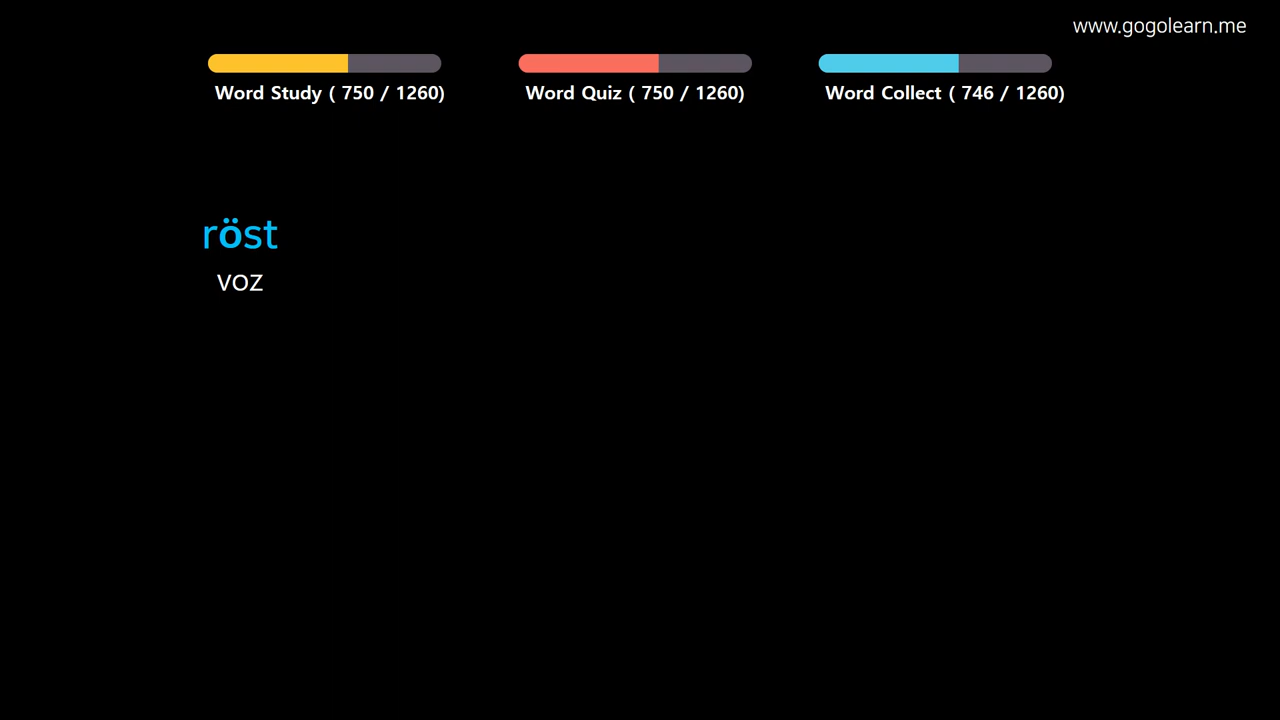 www.gogolearn.me
Word Study ( 750 / 1260)
Word Quiz ( 750 / 1260)
Word Collect ( 746 / 1260)
röst
voz